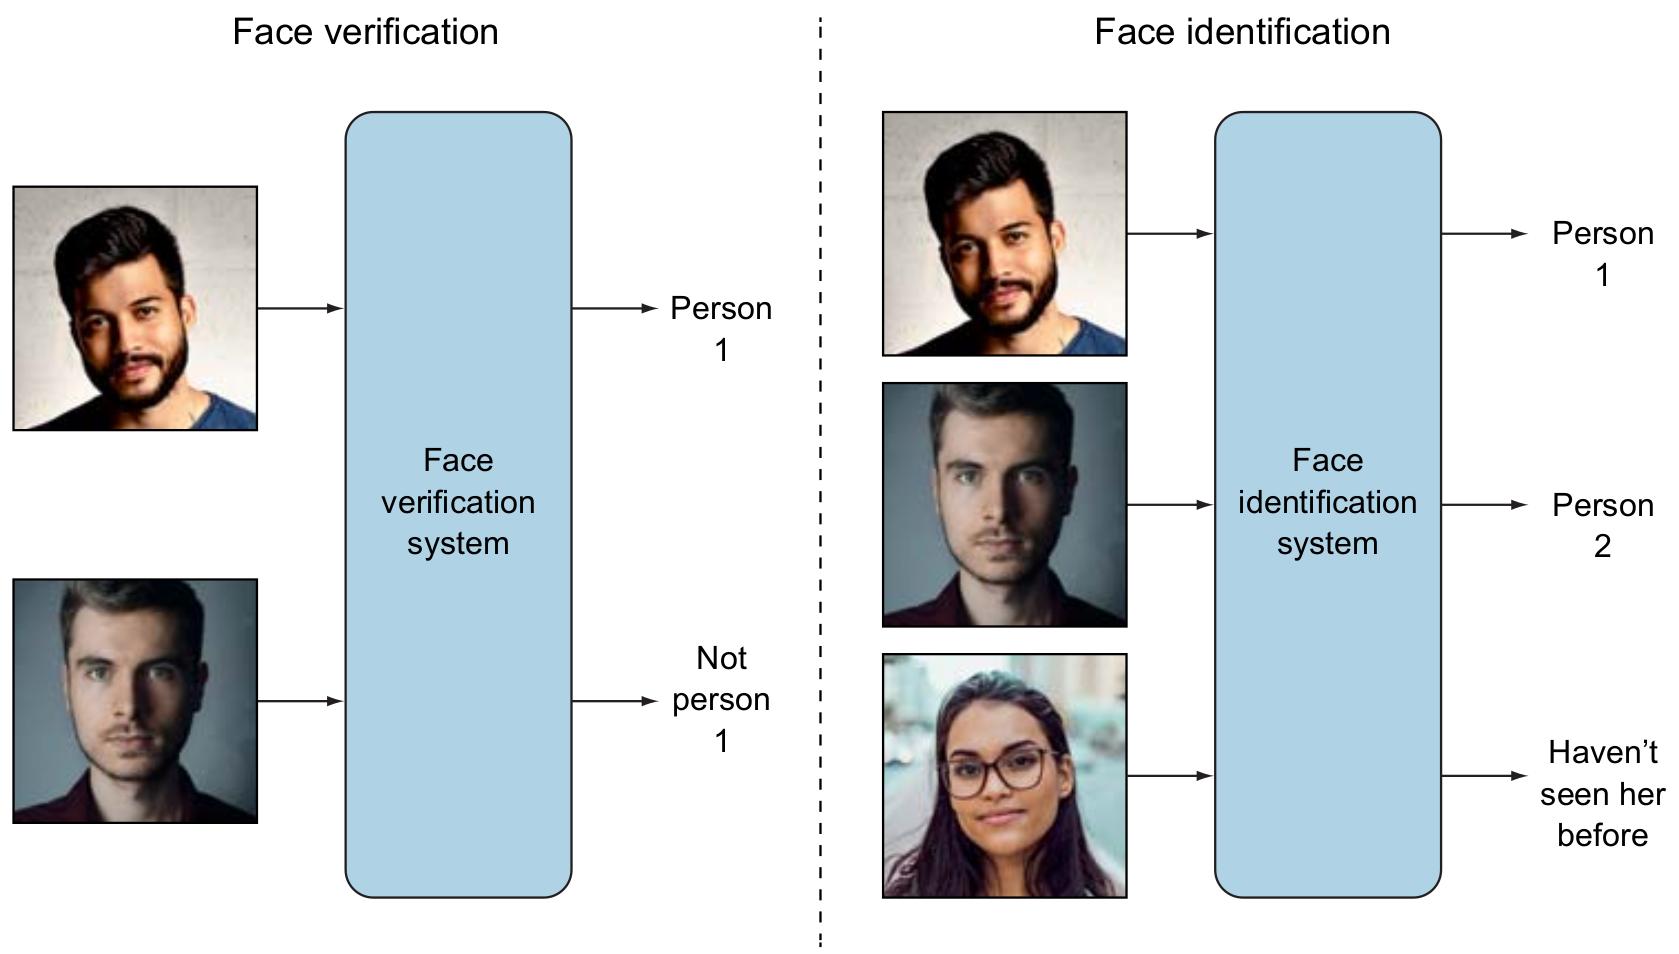 Face verification
Face identification
Person
1
Face
verification
system
Not
person
1
Person
1
Face
identification
system
Person
2
Haven’t
seen her
before